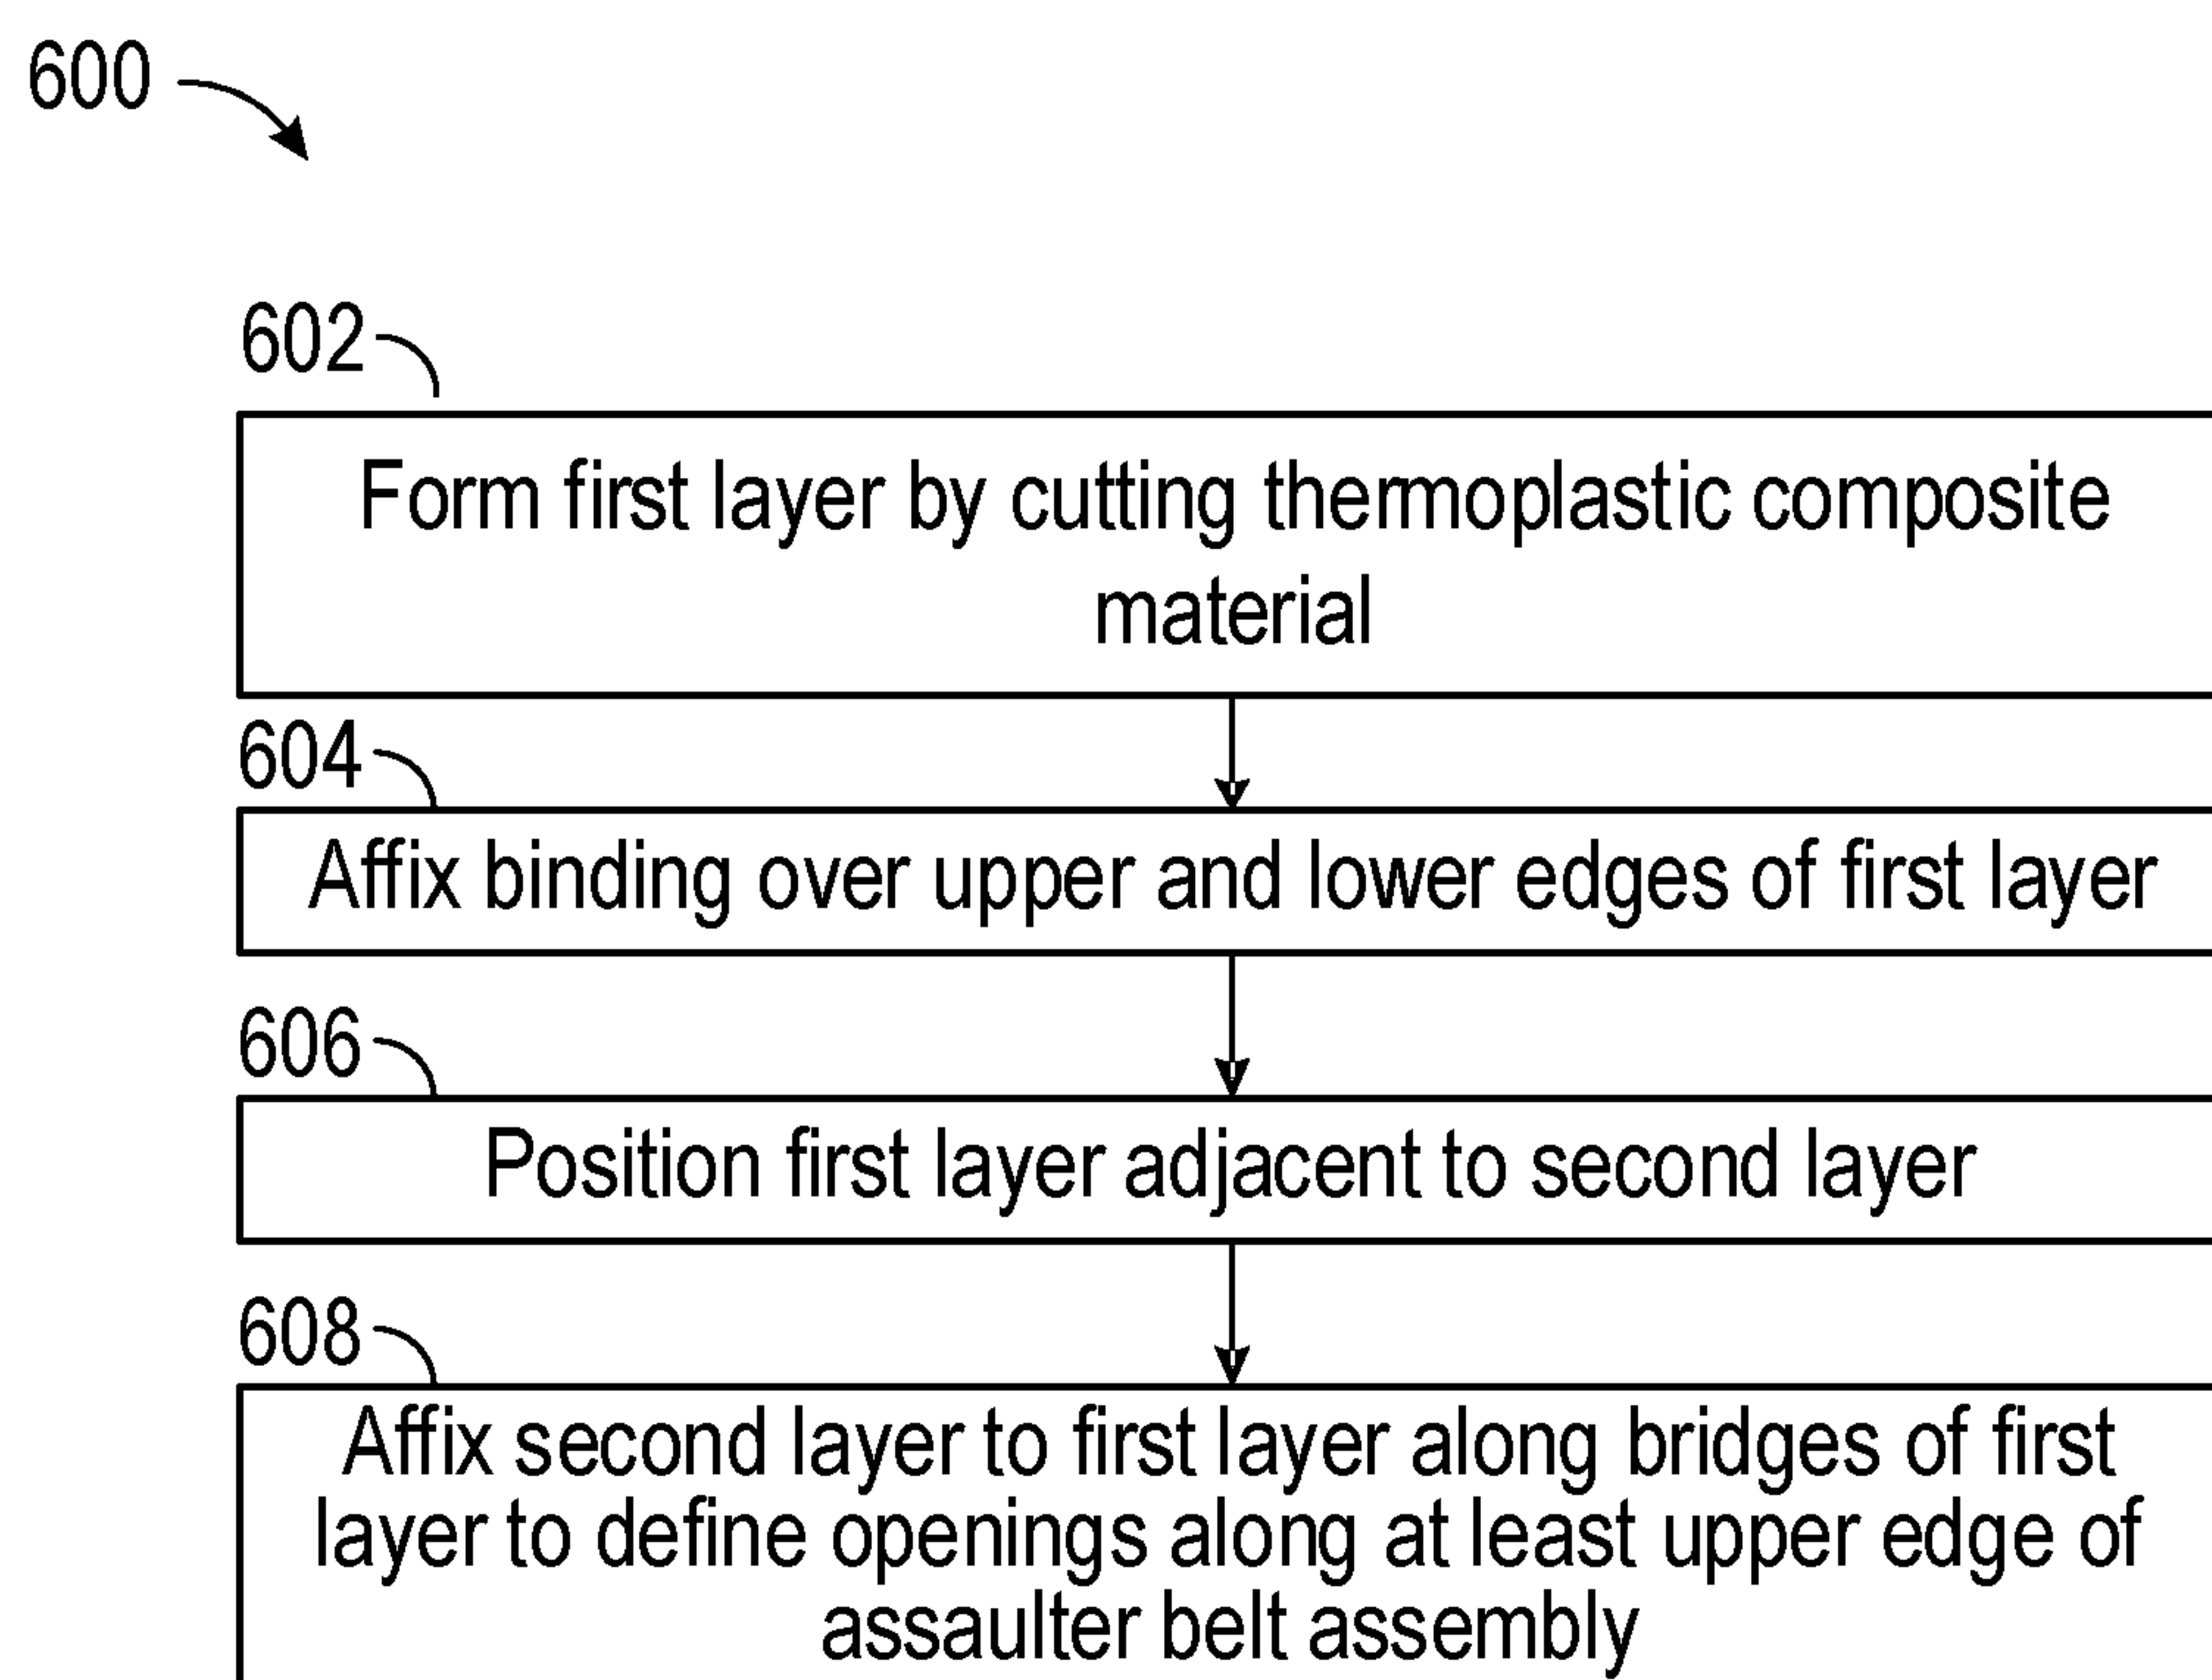 600
602
Form first layer by cutting thermoplastic composite
material
604
Affix binding over upper and lower edges of first layer
606
Position first layer adjacent to second layer
608
Affix second layer to first layer along bridges of first
layer to define openings along at least upper edge of
assaulter belt assembly